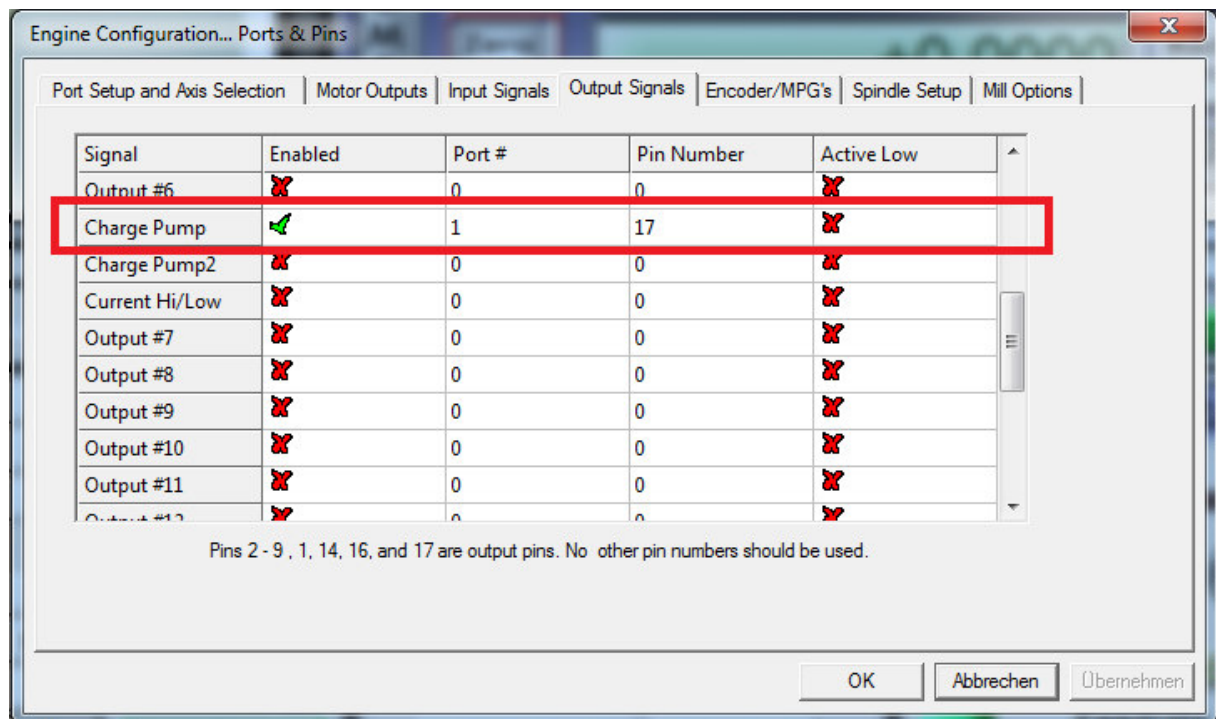 Engine Configuration... Ports & Pins
Port Setup and Axis Selection Motor Outputs Input Signals Output Signals Encoder/MPG's Spindle Setup Mill Options
Signal Enabled Port # Pin Number Active Low
Output #6 0 0
Charge Pump 1 17
Charge Pump2 0 0
Current Hi/Low 0 0
Output #7 0 0
Output #8 0 0
Output #9 0 0
Output #10 0 0
Output #11 0 0
Output #12 0 0
Pins 2 - 9 , 1, 14, 16, and 17 are output pins. No other pin numbers should be used.
OK Abbrechen Übernehmen